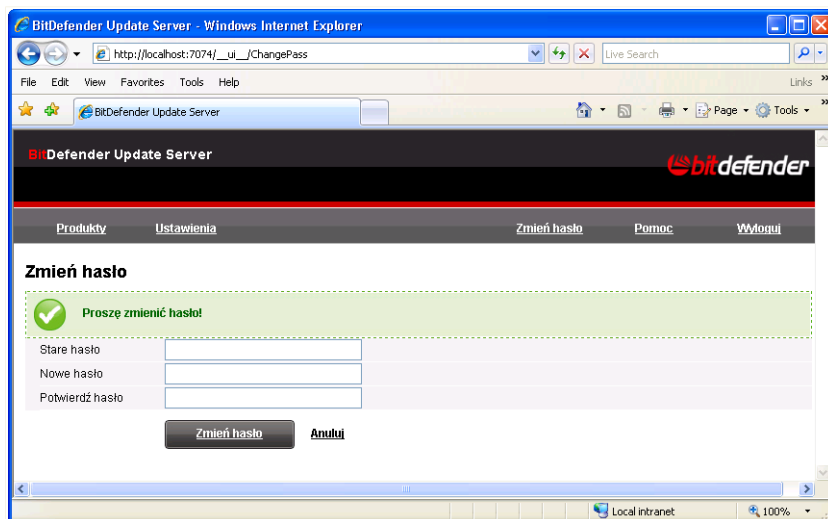 BitDefender Update Server - Windows Internet Explorer
http://localhost:7074/__ui__/ChangePass
Live Search
File Edit View Favorites Tools Help
Links »
BitDefender Update Server
Page Tools »
BitDefender Update Server
bitdefender
Produkty Ustawienia Zmień hasło Pomoc Wyloguj
Zmień hasło
Proszę zmienić hasło!
Stare hasło
Nowe hasło
Potwierdź hasło
Zmień hasło Anuluj
Local intranet 100%